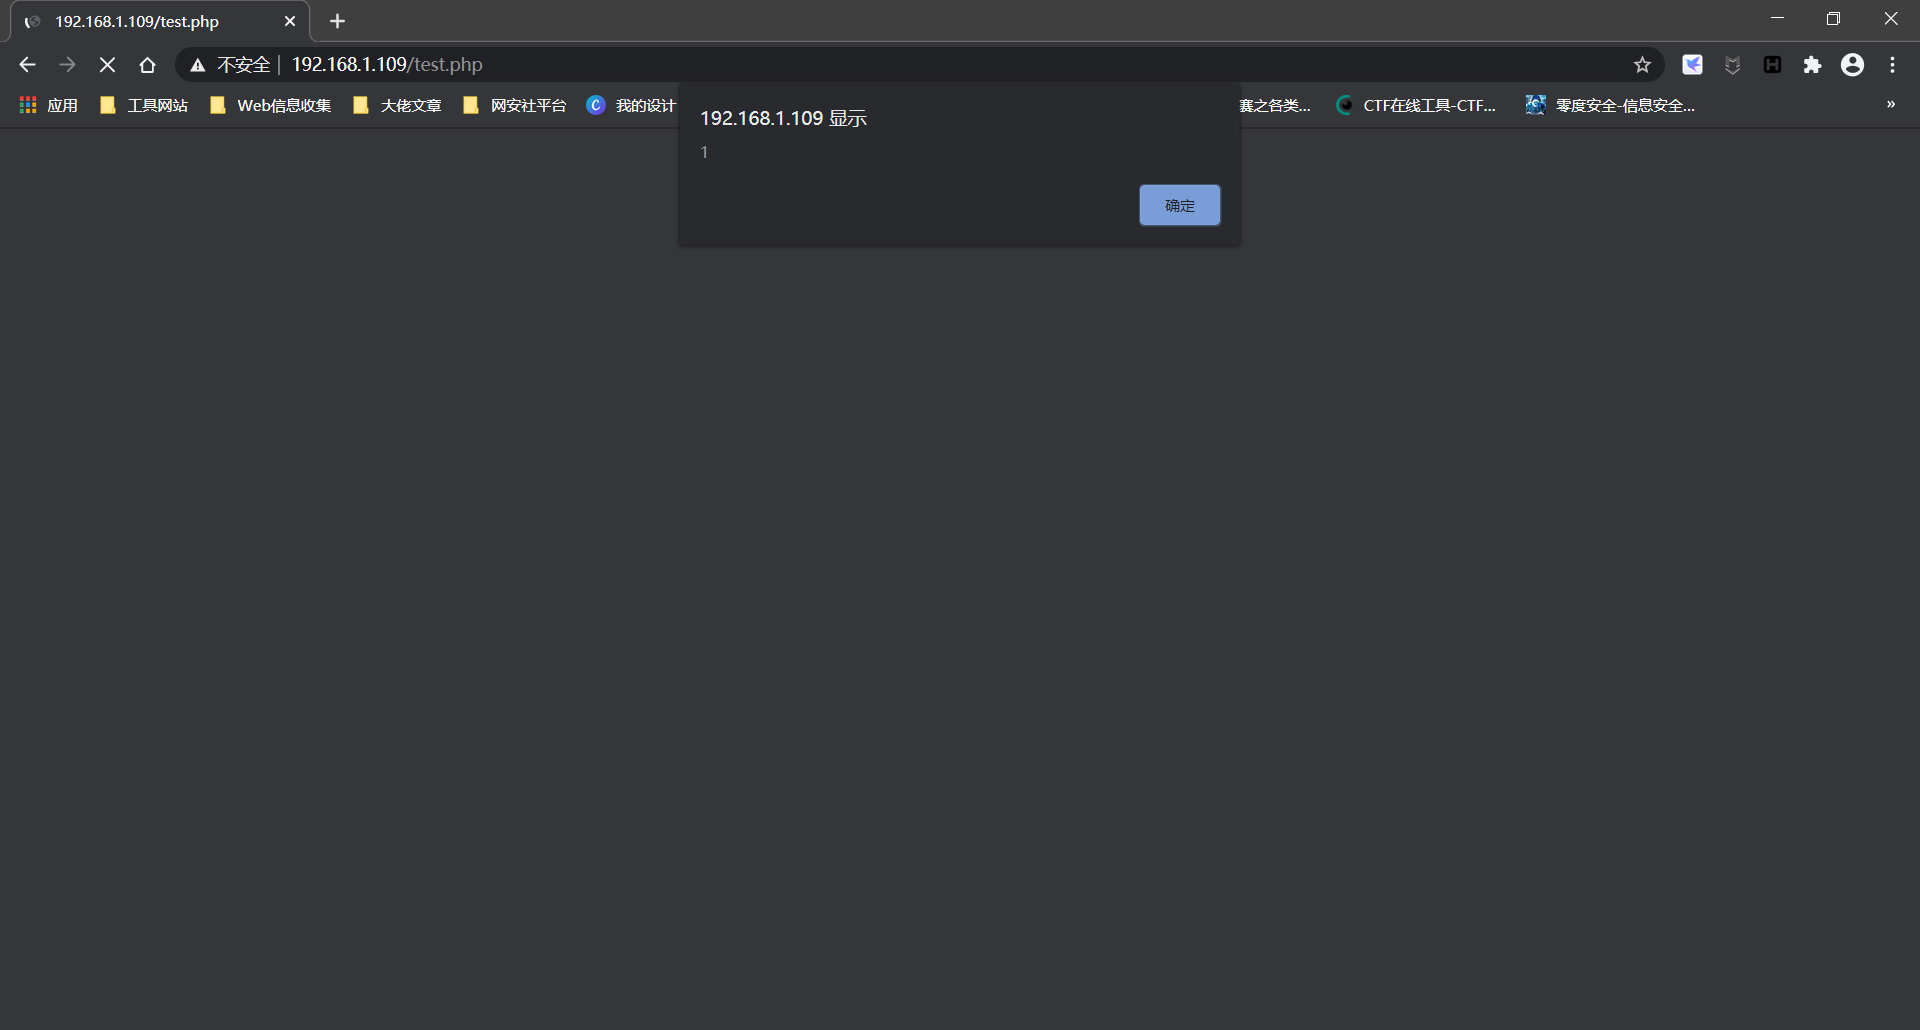 192.168.1.109/test.php
不安全 | 192.168.1.109/test.php
应用 工具网站 Web信息收集 大佬文章 网安社平台 我的设计 赛之各类... CTF在线工具-CTF... 零度安全-信息安全... »
192.168.1.109 显示
1
确定